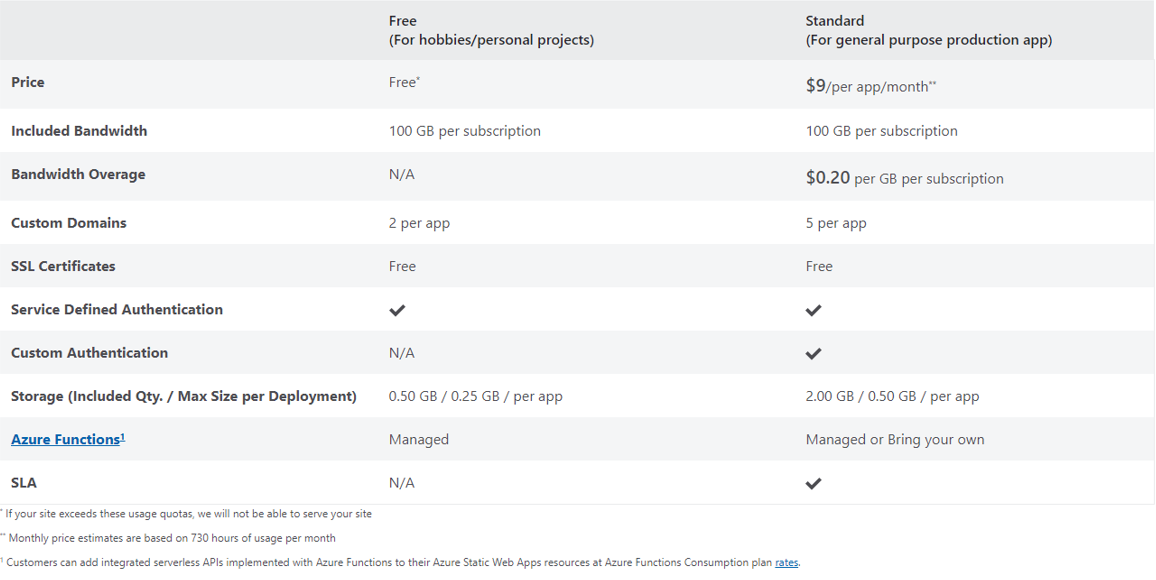 Free Standard
(For hobbies/personal projects) (For general purpose production app)
Price Free* $9/per app/month**
Included Bandwidth 100 GB per subscription 100 GB per subscription
Bandwidth Overage N/A $0.20 per GB per subscription
Custom Domains 2 per app 5 per app
SSL Certificates Free Free
Service Defined Authentication ✔ ✔
Custom Authentication N/A ✔
Storage (Included Qty. / Max Size per Deployment) 0.50 GB / 0.25 GB / per app 2.00 GB / 0.50 GB / per app
Azure Functions¹ Managed Managed or Bring your own
SLA N/A ✔
* If your site exceeds these usage quotas, we will not be able to serve your site
** Monthly price estimates are based on 730 hours of usage per month
¹ Customers can add integrated serverless APIs implemented with Azure Functions to their Azure Static Web Apps resources at Azure Functions Consumption plan rates.